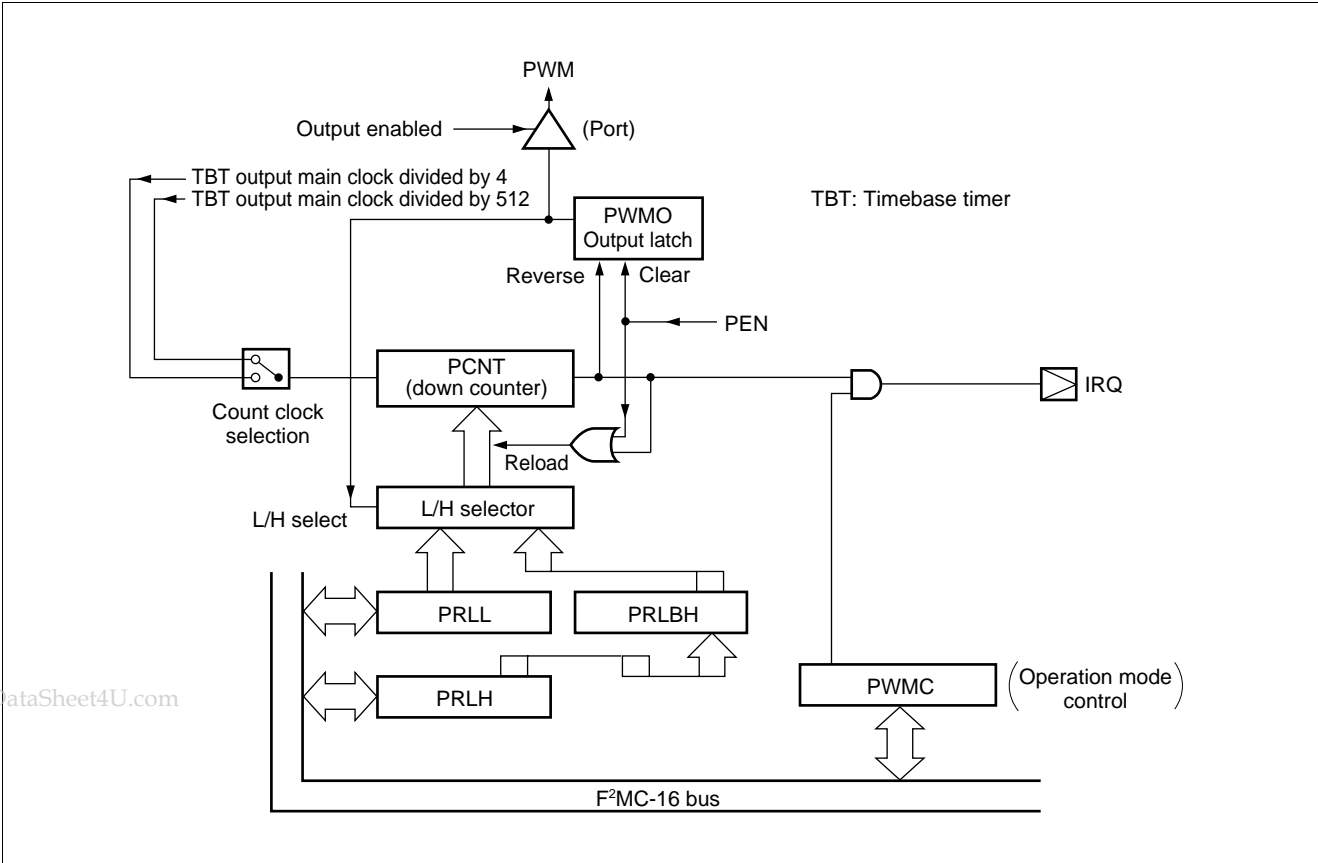 PWM
Output enabled
(Port)
TBT output main clock divided by 4
TBT output main clock divided by 512
TBT: Timebase timer
PWMO
Output latch
Reverse
Clear
PEN
PCNT
(down counter)
IRQ
Count clock
selection
Reload
L/H selector
L/H select
PRLL
PRLBH
PRLH
PWMC
(Operation mode
control)
DataSheet4U.com
F²MC-16 bus